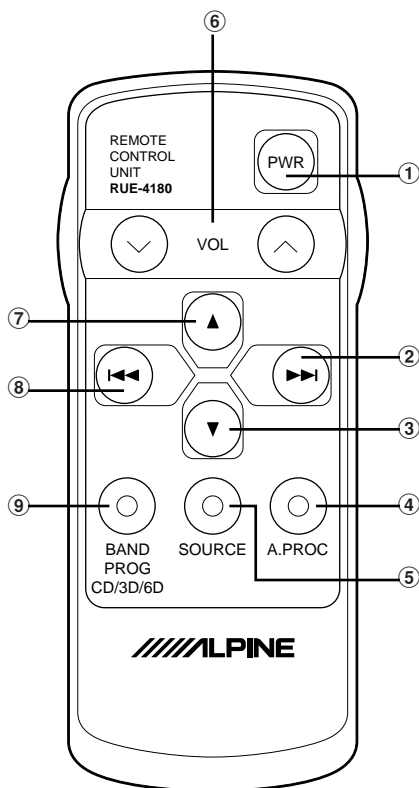 ⑥
REMOTE
CONTROL
UNIT
RUE-4180
PWR
①
VOL
⑦
②
⑧
③
⑨
④
BAND
PROG
CD/3D/6D
SOURCE
A.PROC
⑤
ALPINE